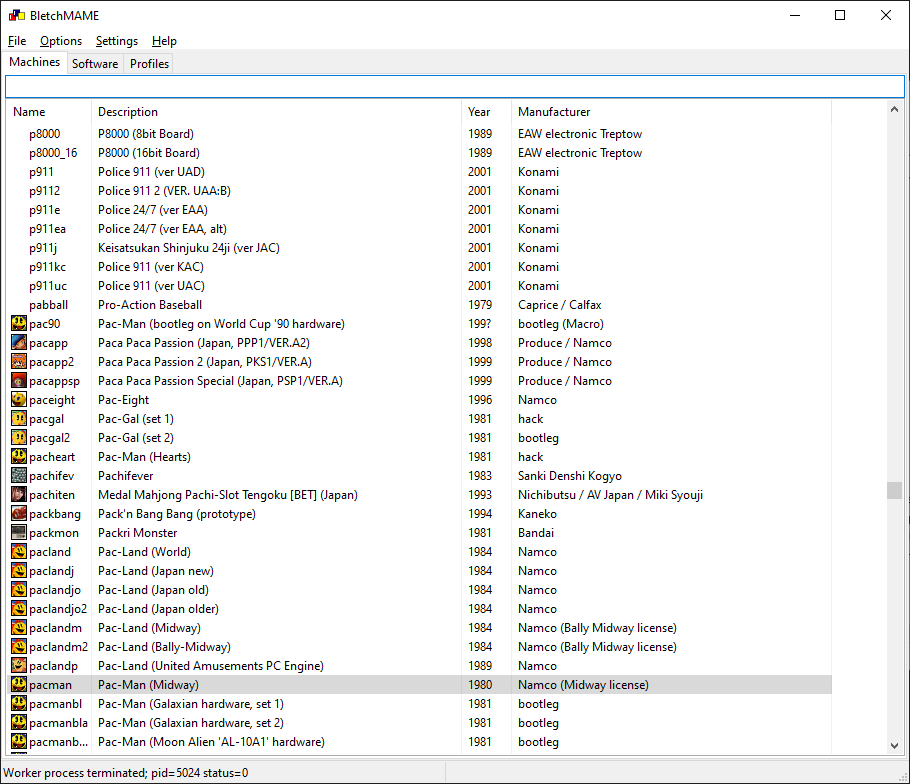 BletchMAME
File Options Settings Help
Machines Software Profiles
Name Description Year Manufacturer
p8000 P8000 (8bit Board) 1989 EAW electronic Treptow
p8000_16 P8000 (16bit Board) 1989 EAW electronic Treptow
p911 Police 911 (ver UAD) 2001 Konami
p9112 Police 911 2 (VER. UAA:B) 2001 Konami
p911e Police 24/7 (ver EAA) 2001 Konami
p911ea Police 24/7 (ver EAA, alt) 2001 Konami
p911j Keisatsukan Shinjuku 24ji (ver JAC) 2001 Konami
p911kc Police 911 (ver KAC) 2001 Konami
p911uc Police 911 (ver UAC) 2001 Konami
pabball Pro-Action Baseball 1979 Caprice / Calfax
pac90 Pac-Man (bootleg on World Cup '90 hardware) 199? bootleg (Macro)
pacapp Paca Paca Passion (Japan, PPP1/VER.A2) 1998 Produce / Namco
pacapp2 Paca Paca Passion 2 (Japan, PKS1/VER.A) 1999 Produce / Namco
pacappsp Paca Paca Passion Special (Japan, PSP1/VER.A) 1999 Produce / Namco
paceight Pac-Eight 1996 Namco
pacgal Pac-Gal (set 1) 1981 hack
pacgal2 Pac-Gal (set 2) 1981 bootleg
pacheart Pac-Man (Hearts) 1981 hack
pachifev Pachifever 1983 Sanki Denshi Kogyo
pachiten Medal Mahjong Pachi-Slot Tengoku [BET] (Japan) 1993 Nichibutsu / AV Japan / Miki Syouji
packbang Pack'n Bang Bang (prototype) 1994 Kaneko
packmon Packri Monster 1981 Bandai
pacland Pac-Land (World) 1984 Namco
paclandj Pac-Land (Japan new) 1984 Namco
paclandjo Pac-Land (Japan old) 1984 Namco
paclandjo2 Pac-Land (Japan older) 1984 Namco
paclandm Pac-Land (Midway) 1984 Namco (Bally Midway license)
paclandm2 Pac-Land (Bally-Midway) 1984 Namco (Bally Midway license)
paclandp Pac-Land (United Amusements PC Engine) 1989 Namco
pacman Pac-Man (Midway) 1980 Namco (Midway license)
pacmanbl Pac-Man (Galaxian hardware, set 1) 1981 bootleg
pacmanbla Pac-Man (Galaxian hardware, set 2) 1981 bootleg
pacmanb... Pac-Man (Moon Alien 'AL-10A1' hardware) 1981 bootleg
Worker process terminated; pid=5024 status=0